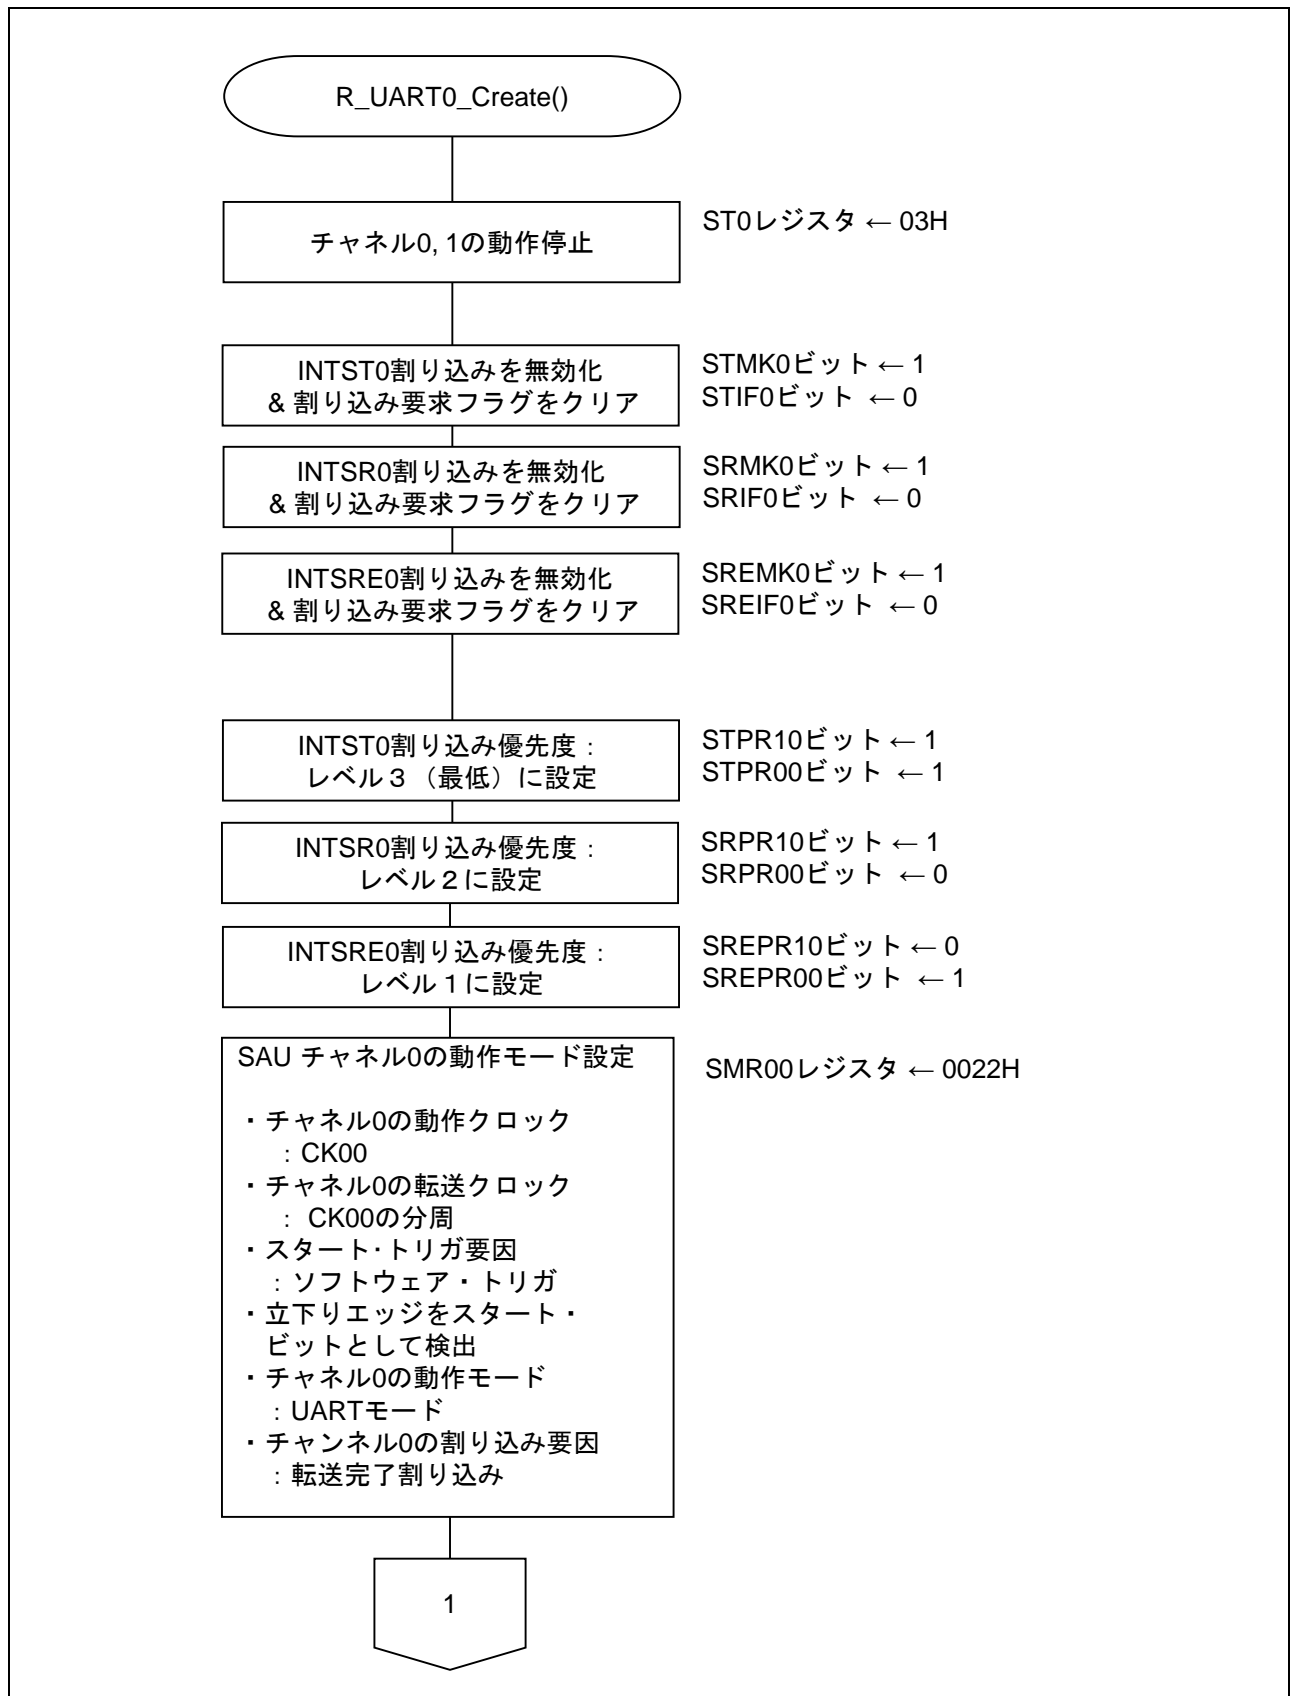 R_UART0_Create()
チャネル0, 1の動作停止
ST0レジスタ ← 03H
INTST0割り込みを無効化
& 割り込み要求フラグをクリア
STMK0ビット ← 1
STIF0ビット ← 0
INTSR0割り込みを無効化
& 割り込み要求フラグをクリア
SRMK0ビット ← 1
SRIF0ビット ← 0
INTSRE0割り込みを無効化
& 割り込み要求フラグをクリア
SREMK0ビット ← 1
SREIF0ビット ← 0
INTST0割り込み優先度：
レベル３（最低）に設定
STPR10ビット ← 1
STPR00ビット ← 1
INTSR0割り込み優先度：
レベル２に設定
SRPR10ビット ← 1
SRPR00ビット ← 0
INTSRE0割り込み優先度：
レベル１に設定
SREPR10ビット ← 0
SREPR00ビット ← 1
SAU チャネル0の動作モード設定
SMR00レジスタ ← 0022H
・チャネル0の動作クロック
：CK00
・チャネル0の転送クロック
： CK00の分周
・スタート･トリガ要因
：ソフトウェア・トリガ
・立下りエッジをスタート・
ビットとして検出
・チャネル0の動作モード
：UARTモード
・チャンネル0の割り込み要因
：転送完了割り込み
1